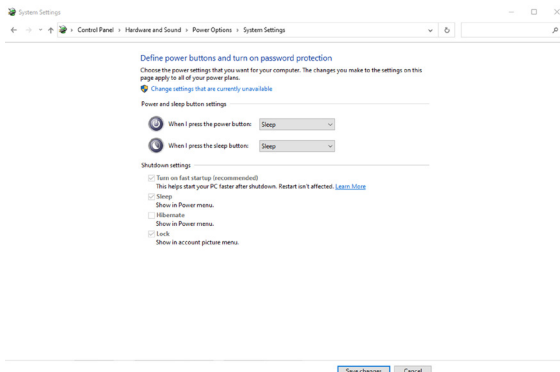 System Settings
Control Panel › Hardware and Sound › Power Options › System Settings
Define power buttons and turn on password protection
Choose the power settings that you want for your computer. The changes you make to the settings on this
page apply to all of your power plans.
Change settings that are currently unavailable
Power and sleep button settings
When I press the power button: Sleep
When I press the sleep button: Sleep
Shutdown settings
Turn on fast startup (recommended)
This helps start your PC faster after shutdown. Restart isn't affected. Learn More
Sleep
Show in Power menu.
Hibernate
Show in Power menu.
Lock
Show in account picture menu.
Save changes Cancel